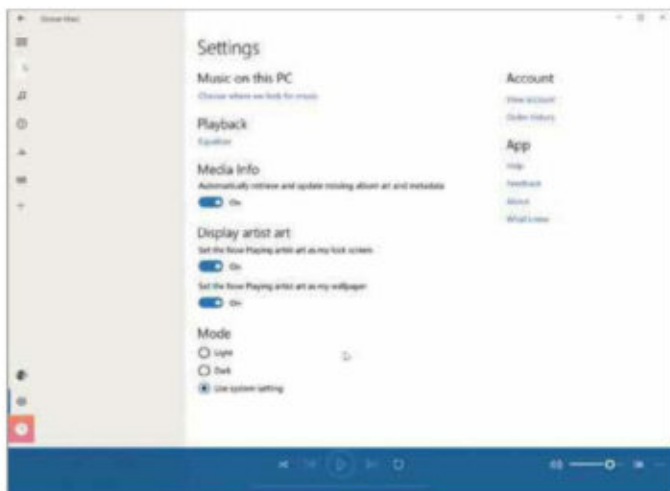 Groove Music
Settings
Music on this PC
Choose where we look for music
Playback
Equalizer
Media Info
Automatically retrieve and update missing album art and metadata
On
Display artist art
Set the Now Playing artist art as my lock screen
On
Set the Now Playing artist art as my wallpaper
On
Mode
Light
Dark
Use system setting
Account
View account
Order history
App
Help
Feedback
About
What's new